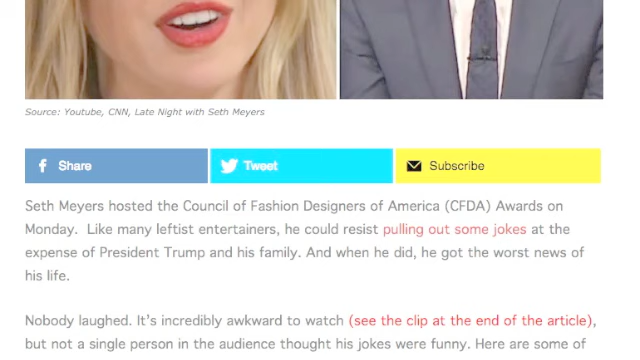 Source: Youtube, CNN, Late Night with Seth Meyers
Share
Tweet
Subscribe
Seth Meyers hosted the Council of Fashion Designers of America (CFDA) Awards on
Monday. Like many leftist entertainers, he could resist pulling out some jokes at the
expense of President Trump and his family. And when he did, he got the worst news of
his life.
Nobody laughed. It's incredibly awkward to watch (see the clip at the end of the article),
but not a single person in the audience thought his jokes were funny. Here are some of